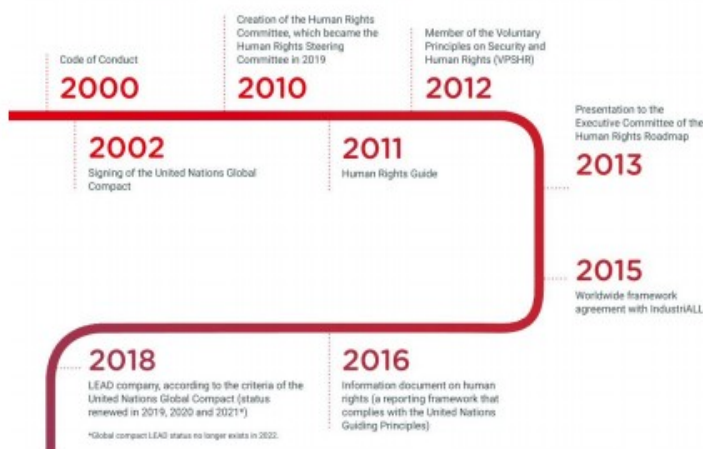 Code of Conduct
2000
2002
Signing of the United Nations Global
Compact
Creation of the Human Rights
Committee, which became the
Human Rights Steering
Committee in 2019
2010
2011
Human Rights Guide
Member of the Voluntary
Principles on Security and
Human Rights (VPSHR)
2012
Presentation to the
Executive Committee of the
Human Rights Roadmap
2013
2015
Worldwide framework
agreement with IndustriALL
2016
Information document on human
rights (a reporting framework that
complies with the United Nations
Guiding Principles)
2018
LEAD company, according to the criteria of the
United Nations Global Compact (status
renewed in 2019, 2020 and 2021*)
*Global compact LEAD status no longer exists in 2022.